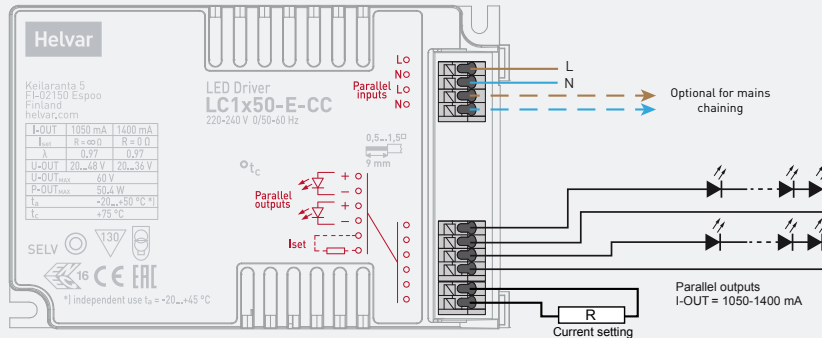 Helvar
Keilaranta 5
FI-02150 Espoo
Finland
helvar.com
I-OUT 1050 mA 1400 mA
Iset R = ∞ Ω R = 0 Ω
λ 0.97 0.97
U-OUT 20...48 V 20...36 V
U-OUTMAX 60 V
P-OUTMAX 50.4 W
ta -20...+50 °C *)
tc +75 °C
SELV
130
16 CE EAC
*) independent use ta = -20...+45 °C
LED Driver
LC1x50-E-CC
220-240 V 0/50-60 Hz
tc
L
N
L
N
Parallel
inputs
0,5...1,5□
9 mm
Parallel
outputs
+
−
+
−
Iset
L
N
Optional for mains
chaining
Parallel outputs
I-OUT = 1050-1400 mA
R
Current setting